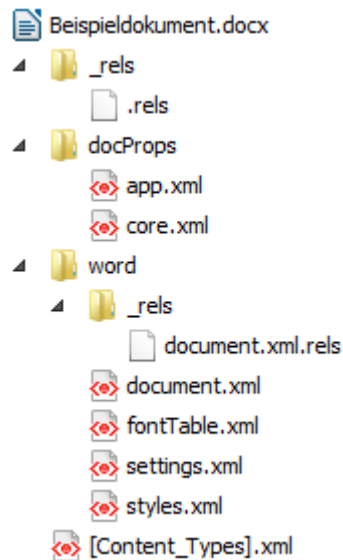 Beispieldokument.docx
_rels
.rels
docProps
app.xml
core.xml
word
_rels
document.xml.rels
document.xml
fontTable.xml
settings.xml
styles.xml
[Content_Types].xml